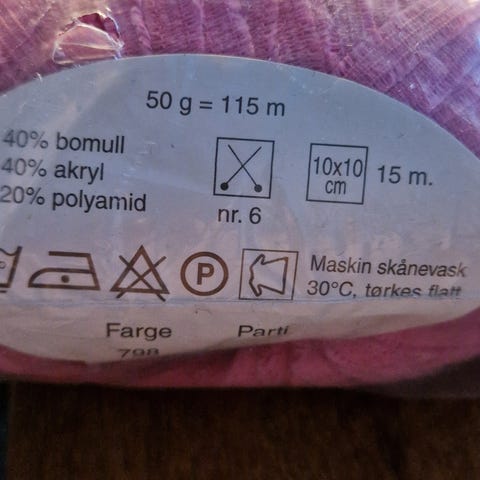 50 g = 115 m
40% bomull
40% akryl
20% polyamid
nr. 6
10x10
cm
15 m.
P
Maskin skånevask
30°C, tørkes flatt
Farge
Parti
798